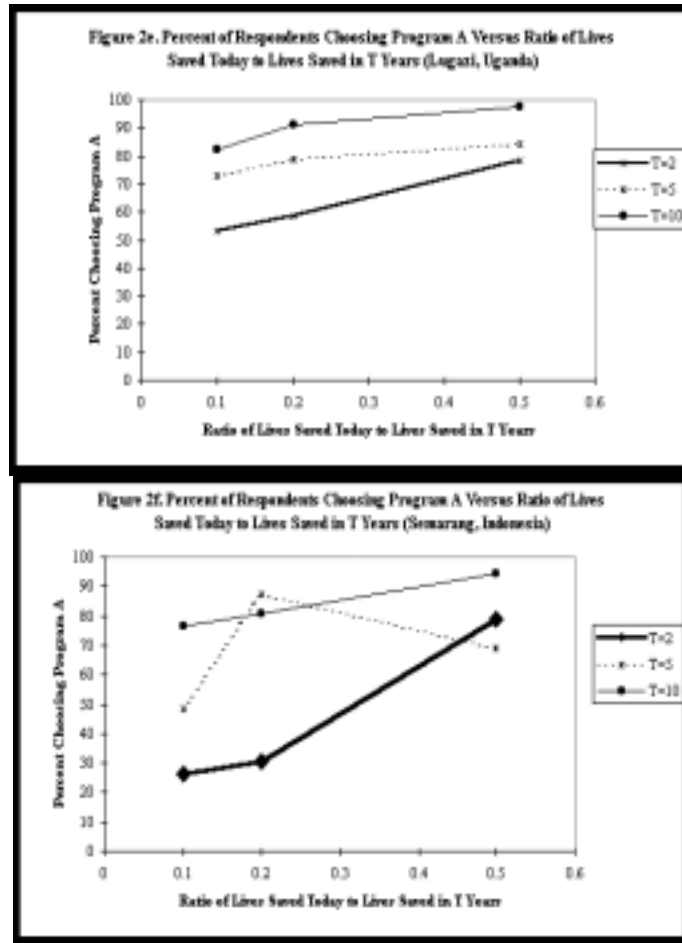 Figure 2e. Percent of Respondents Choosing Program A Versus Ratio of Lives
Saved Today to Lives Saved in T Years (Lugazi, Uganda)
100
90
80
70
60
50
40
30
20
10
0
Percent Choosing Program A
0 0.1 0.2 0.3 0.4 0.5 0.6
Ratio of Lives Saved Today to Lives Saved in T Years
T=2
T=5
T=10
Figure 2f. Percent of Respondents Choosing Program A Versus Ratio of Lives
Saved Today to Lives Saved in T Years (Semarang, Indonesia)
100
90
80
70
60
50
40
30
20
10
0
Percent Choosing Program A
0 0.1 0.2 0.3 0.4 0.5 0.6
Ratio of Lives Saved Today to Lives Saved in T Years
T=2
T=5
T=10